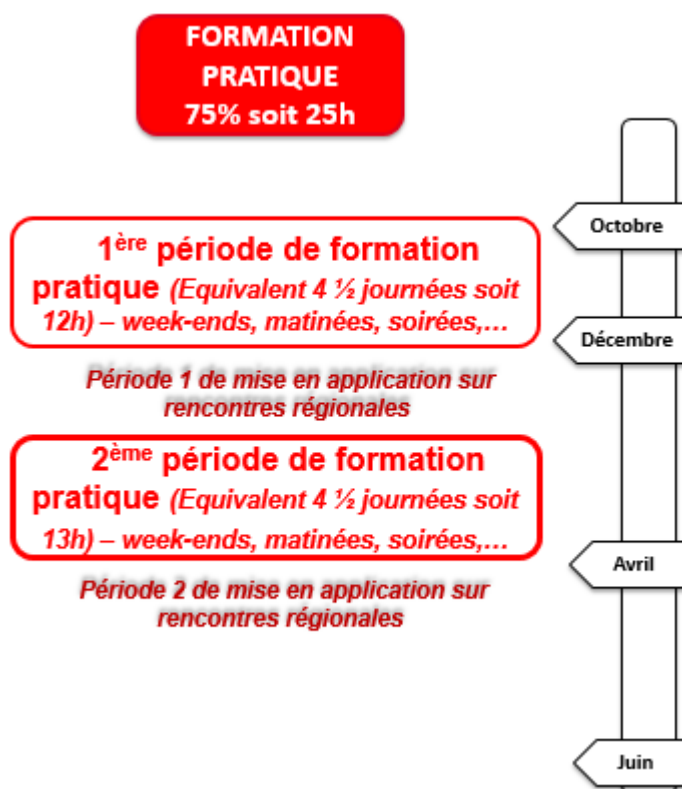 FORMATION
PRATIQUE
75% soit 25h
Octobre
1ère période de formation
pratique (Equivalent 4 ½ journées soit
12h) – week-ends, matinées, soirées,…
Décembre
Période 1 de mise en application sur
rencontres régionales
2ème période de formation
pratique (Equivalent 4 ½ journées soit
13h) – week-ends, matinées, soirées,…
Avril
Période 2 de mise en application sur
rencontres régionales
Juin